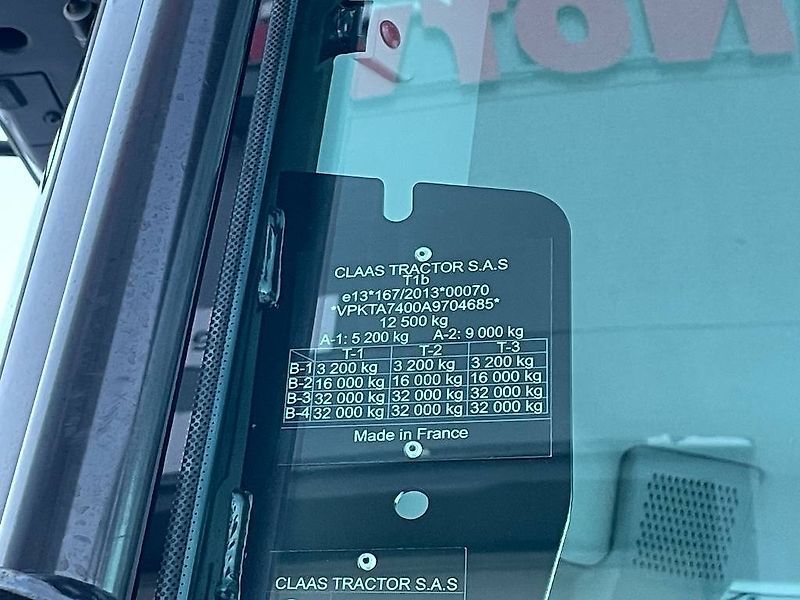 CLAAS TRACTOR S.A.S
T1b
e13*167/2013*00070
*VPKTA7400A9704685*
12 500 kg
A-1: 5 200 kg A-2: 9 000 kg
T-1 T-2 T-3
B-1 3 200 kg 3 200 kg 3 200 kg
B-2 16 000 kg 16 000 kg 16 000 kg
B-3 32 000 kg 32 000 kg 32 000 kg
B-4 32 000 kg 32 000 kg 32 000 kg
Made in France
CLAAS TRACTOR S.A.S